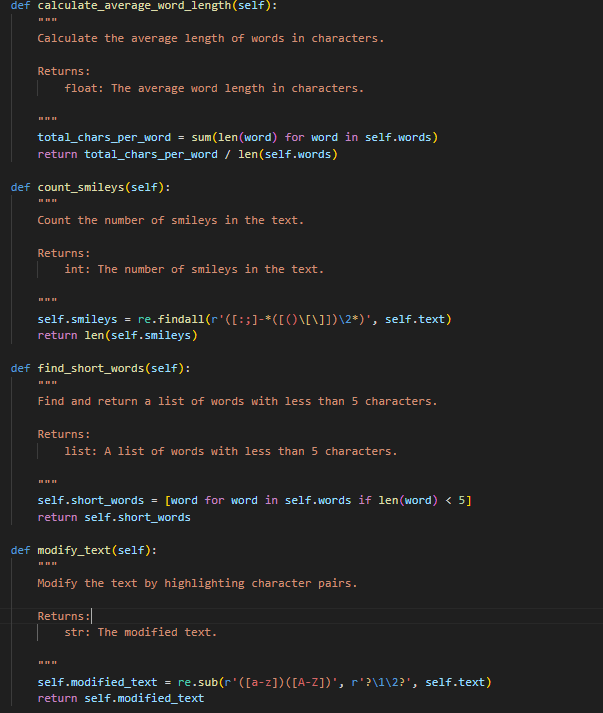 def calculate_average_word_length(self):
    """
    Calculate the average length of words in characters.

    Returns:
        float: The average word length in characters.

    """
    total_chars_per_word = sum(len(word) for word in self.words)
    return total_chars_per_word / len(self.words)

def count_smileys(self):
    """
    Count the number of smileys in the text.

    Returns:
        int: The number of smileys in the text.

    """
    self.smileys = re.findall(r'([:;]-*([()\[\]])\2*)', self.text)
    return len(self.smileys)

def find_short_words(self):
    """
    Find and return a list of words with less than 5 characters.

    Returns:
        list: A list of words with less than 5 characters.

    """
    self.short_words = [word for word in self.words if len(word) < 5]
    return self.short_words

def modify_text(self):
    """
    Modify the text by highlighting character pairs.

    Returns:
        str: The modified text.

    """
    self.modified_text = re.sub(r'([a-z])([A-Z])', r'?\1\2?', self.text)
    return self.modified_text